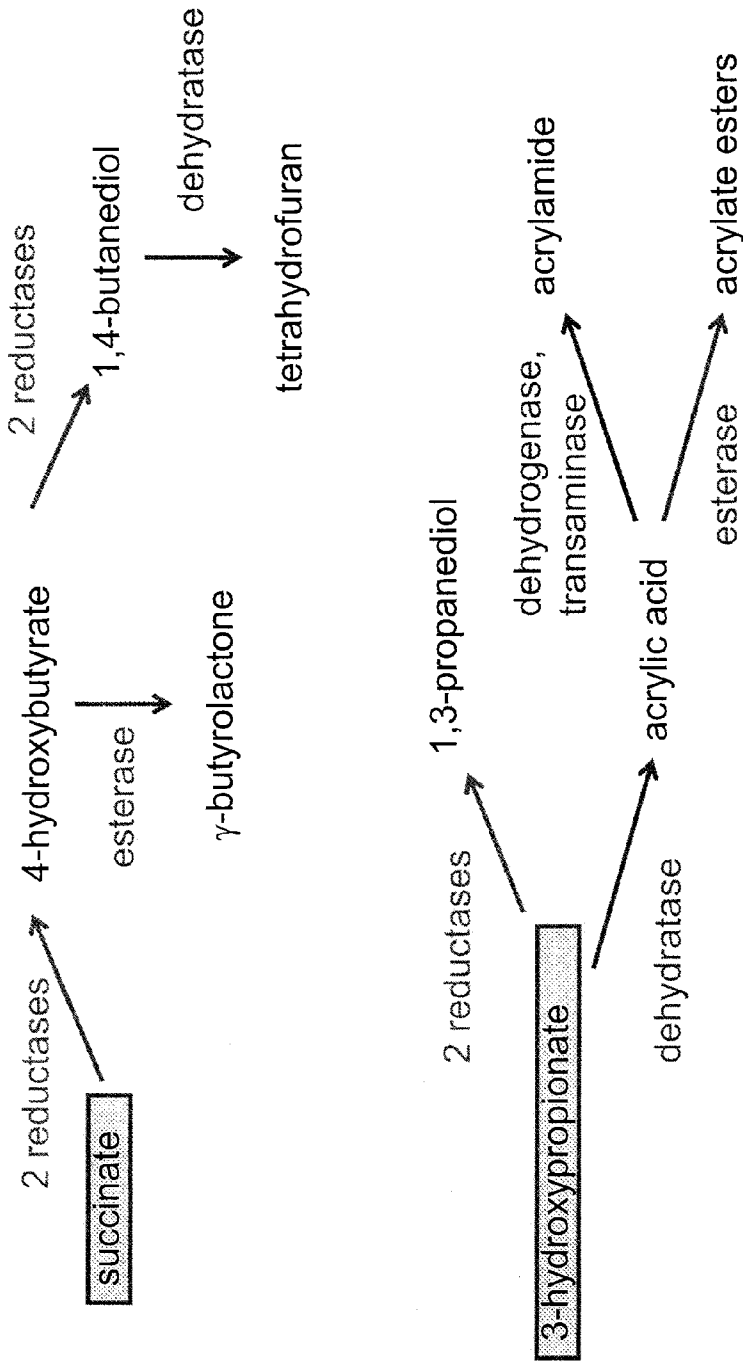 2 reductases
succinate
4-hydroxybutyrate
esterase
γ-butyrolactone
2 reductases
1,4-butanediol
dehydratase
tetrahydrofuran
3-hydroxypropionate
2 reductases
1,3-propanediol
dehydratase
acrylic acid
dehydrogenase,
transaminase
acrylamide
esterase
acrylate esters